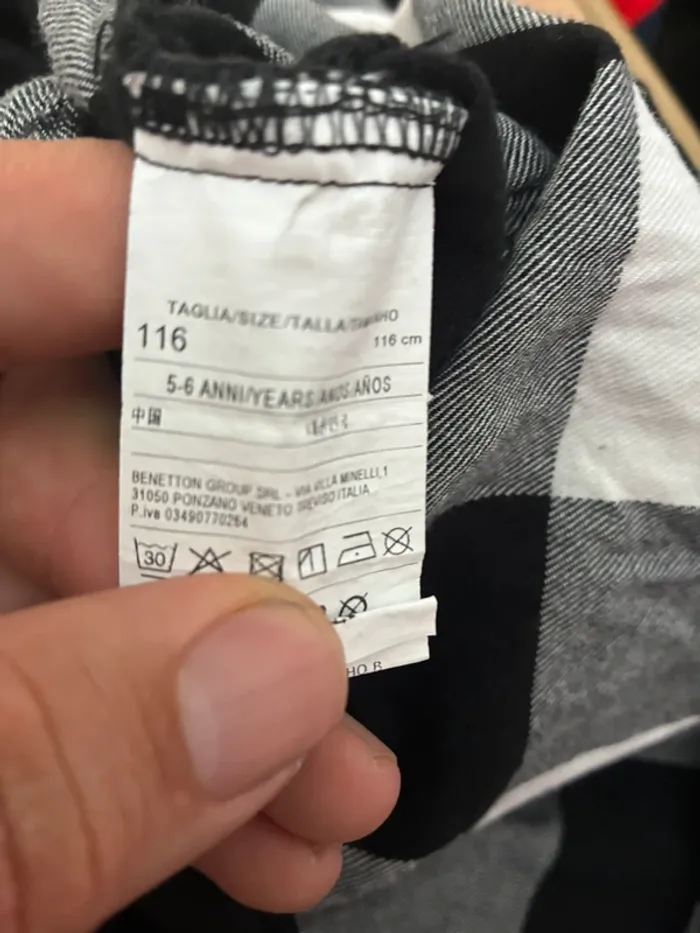 TAGLIA/SIZE/TALLA/TAMANHO
116 116 cm
5-6 ANNI/YEARS/ANOS/AÑOS
中国
BENETTON GROUP SRL - VIA VILLA MINELLI,1
31050 PONZANO VENETO TREVISO ITALIA
P.iva 03490770264
30
HO B